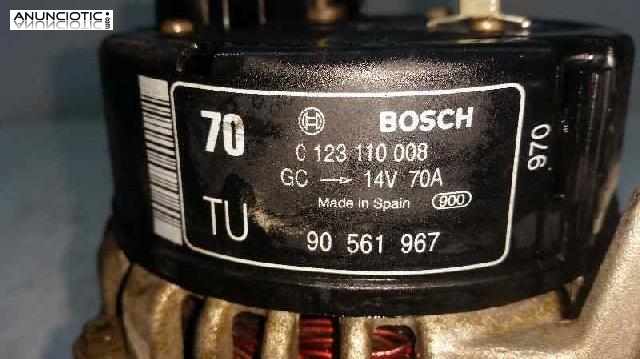 ANUNCIOTIC.com
70 BOSCH
0 123 110 008
GC → 14V 70A
Made in Spain 900
TU 90 561 967
970